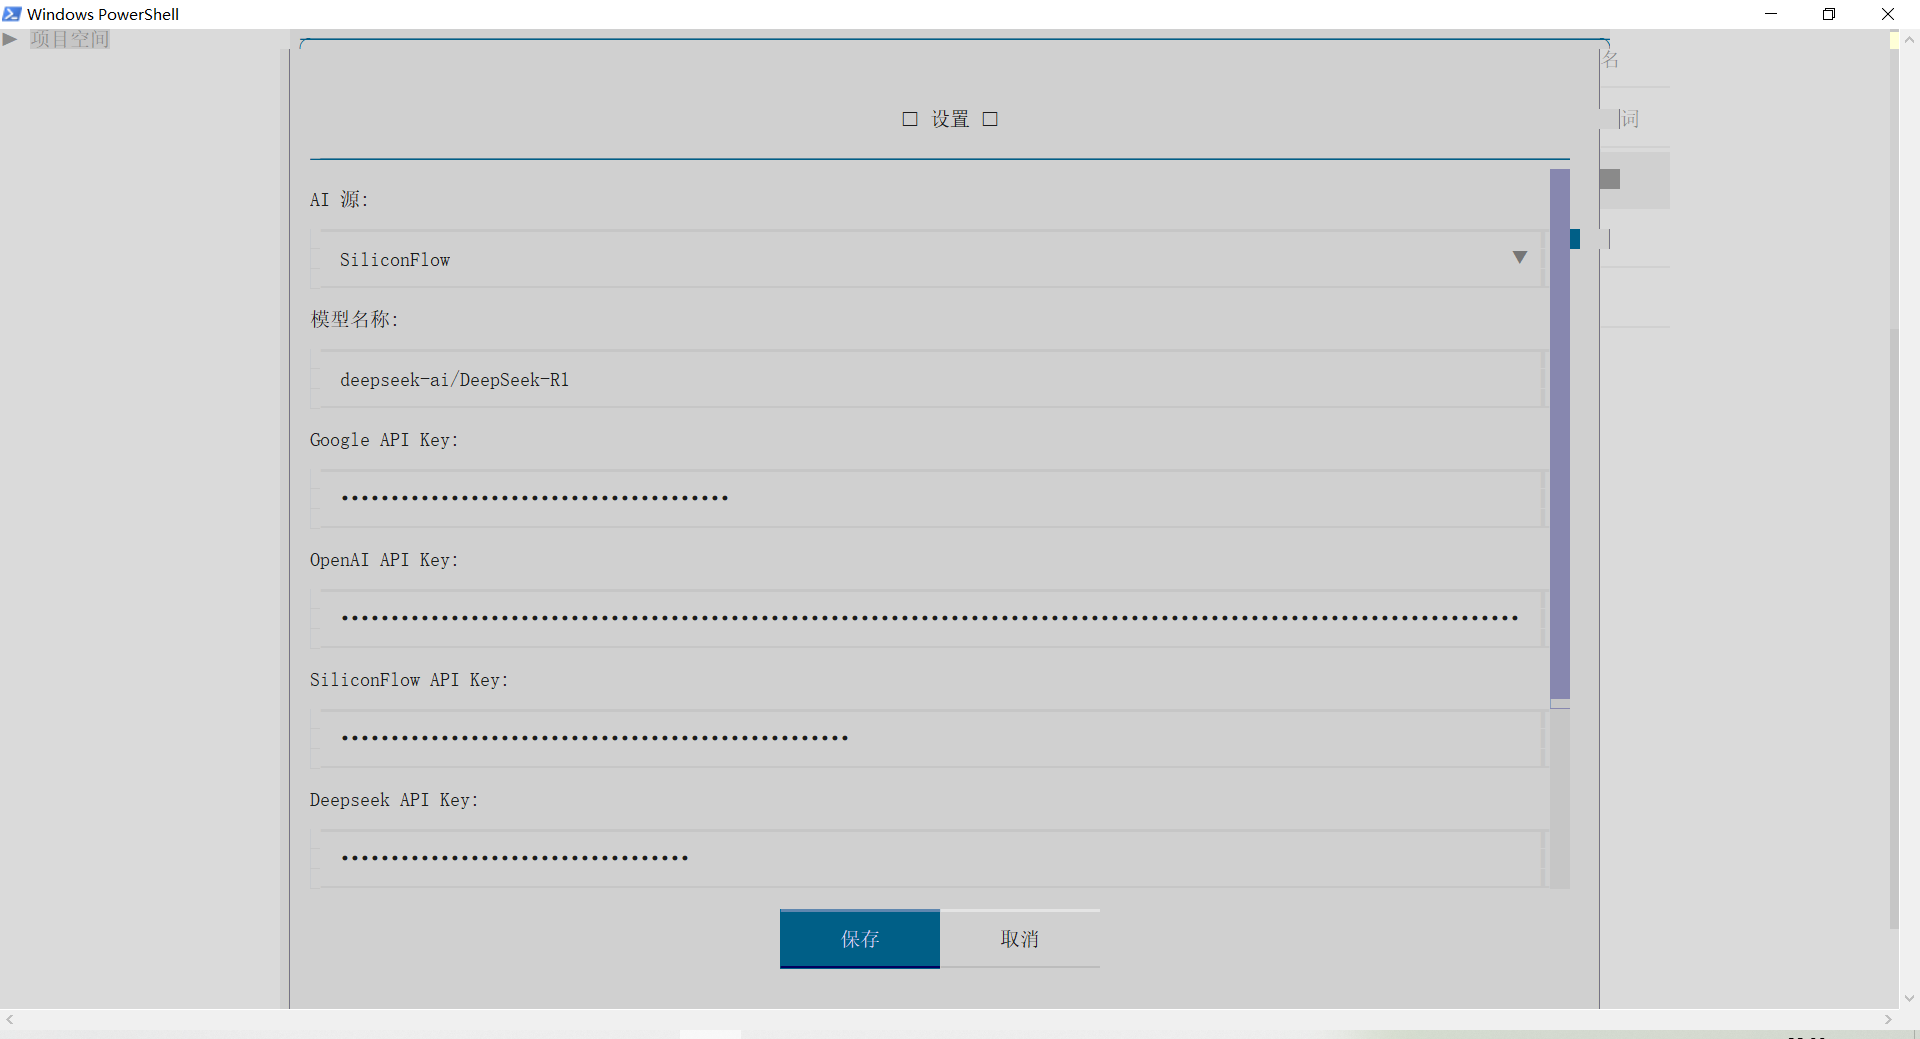 Windows PowerShell
▶ 项目空间
名
□ 设置 □
词
AI 源:
SiliconFlow ▼
模型名称:
deepseek-ai/DeepSeek-R1
Google API Key:
•••••••••••••••••••••••••••••••••••••••
OpenAI API Key:
••••••••••••••••••••••••••••••••••••••••••••••••••••••••••••••••••••••••••••••••••••••••••••••••••••••••••••••••••••••
SiliconFlow API Key:
•••••••••••••••••••••••••••••••••••••••••••••••••••
Deepseek API Key:
•••••••••••••••••••••••••••••••••••
保存 取消